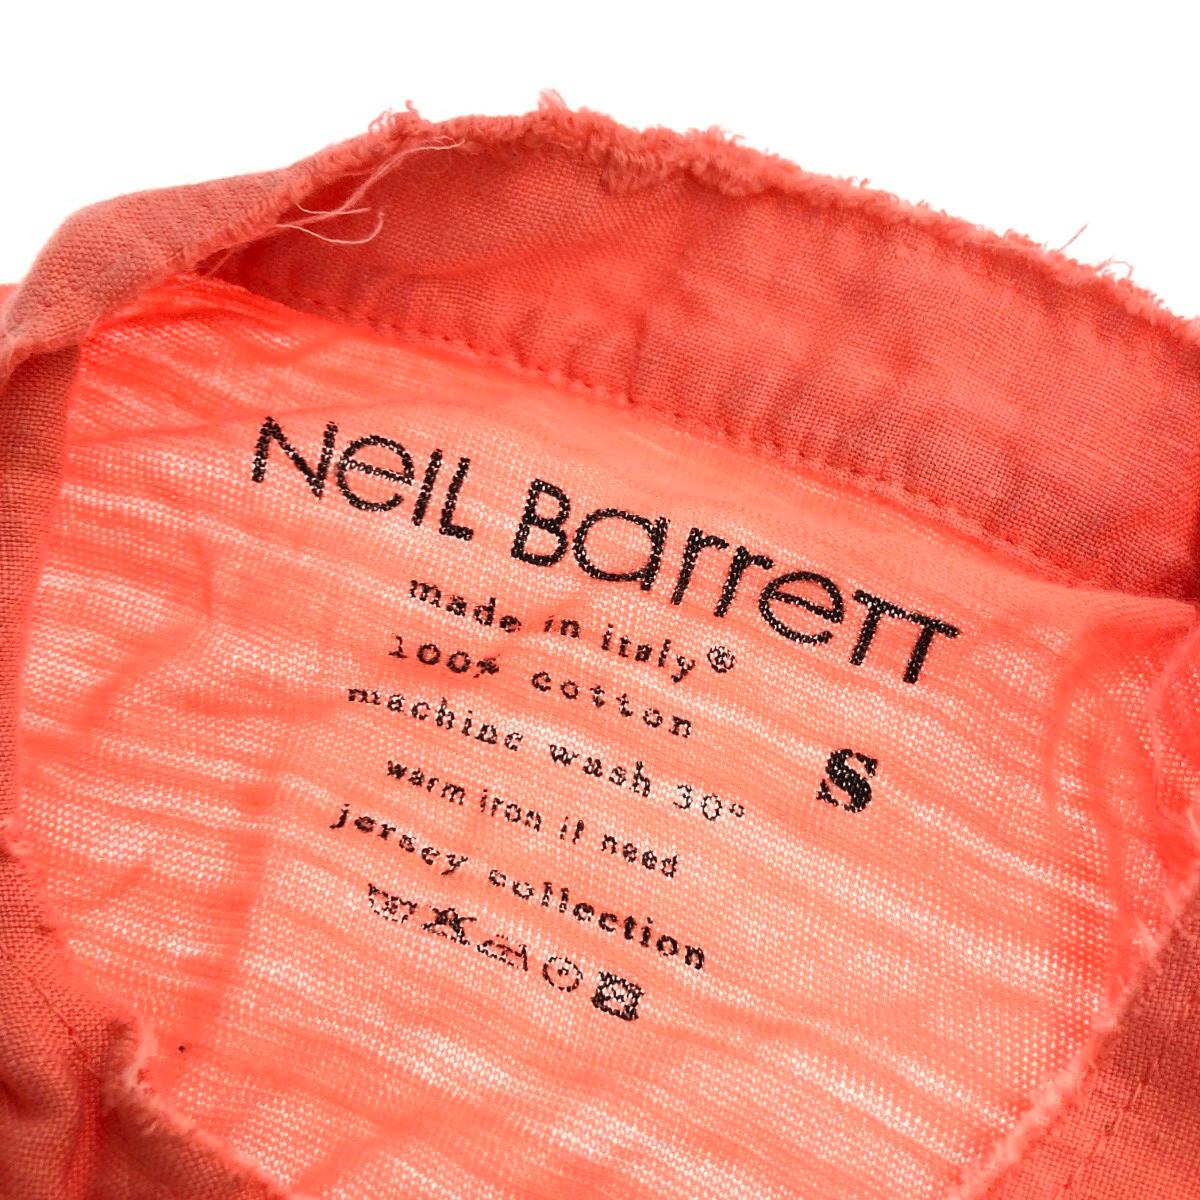 Neil Barrett
made in italy®
100% cotton
S
machine wash 30°
warm iron if need
jersey collection